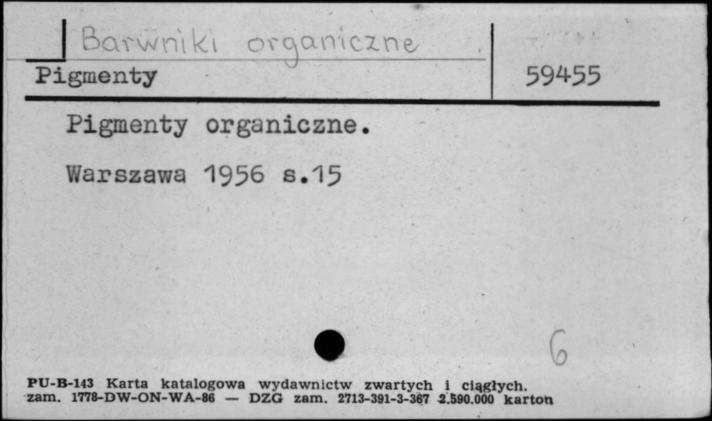 Barwniki organiczne
Pigmenty
59455
Pigmenty organiczne.
Warszawa 1956 s.15
6
PU-B-143 Karta katalogowa wydawnictw zwartych i ciągłych.
zam. 1778-DW-ON-WA-86 — DZG zam. 2713-391-3-367 2.590.000 karton